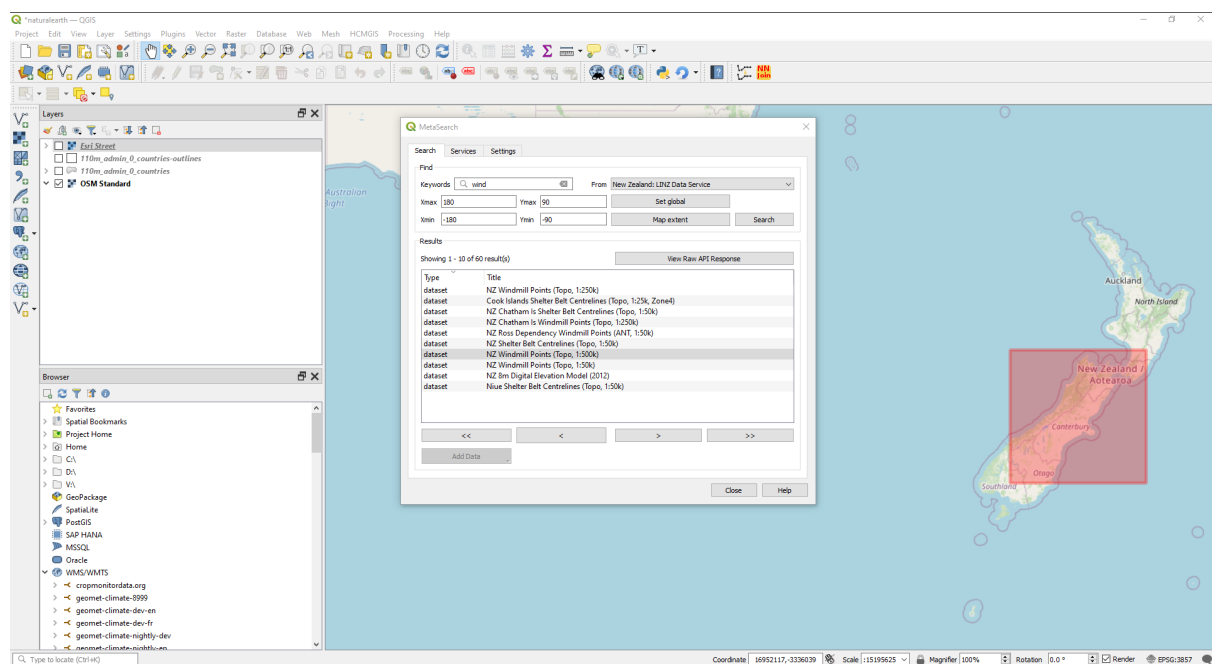 *naturalearth — QGIS
Project Edit View Layer Settings Plugins Vector Raster Database Web Mesh HCMGIS Processing Help
NN
join
Layers
Esri Street
110m_admin_0_countries-outlines
110m_admin_0_countries
OSM Standard
Browser
Favorites
Spatial Bookmarks
Project Home
Home
C:\
D:\
V:\
GeoPackage
SpatiaLite
PostGIS
SAP HANA
MSSQL
Oracle
WMS/WMTS
cropmonitordata.org
geomet-climate-8999
geomet-climate-dev-en
geomet-climate-dev-fr
geomet-climate-nightly-dev
geomet-climate-nightly-en
Australian
Bight
MetaSearch
Search Services Settings
Find
Keywords wind From New Zealand: LINZ Data Service
Xmax 180 Ymax 90 Set global
Xmin -180 Ymin -90 Map extent Search
Results
Showing 1 - 10 of 60 result(s) View Raw API Response
Type Title
dataset NZ Windmill Points (Topo, 1:250k)
dataset Cook Islands Shelter Belt Centrelines (Topo, 1:25k, Zone4)
dataset NZ Chatham Is Shelter Belt Centrelines (Topo, 1:50k)
dataset NZ Chatham Is Windmill Points (Topo, 1:250k)
dataset NZ Ross Dependency Windmill Points (ANT, 1:50k)
dataset NZ Shelter Belt Centrelines (Topo, 1:50k)
dataset NZ Windmill Points (Topo, 1:500k)
dataset NZ Windmill Points (Topo, 1:50k)
dataset NZ 8m Digital Elevation Model (2012)
dataset Niue Shelter Belt Centrelines (Topo, 1:50k)
<< < > >>
Add Data
Close Help
Auckland
North Island
New Zealand /
Aotearoa
Canterbury
Otago
Southland
Type to locate (Ctrl+K) Coordinate 16952117,-3336039 Scale :15195625 Magnifier 100% Rotation 0.0 ° Render EPSG:3857